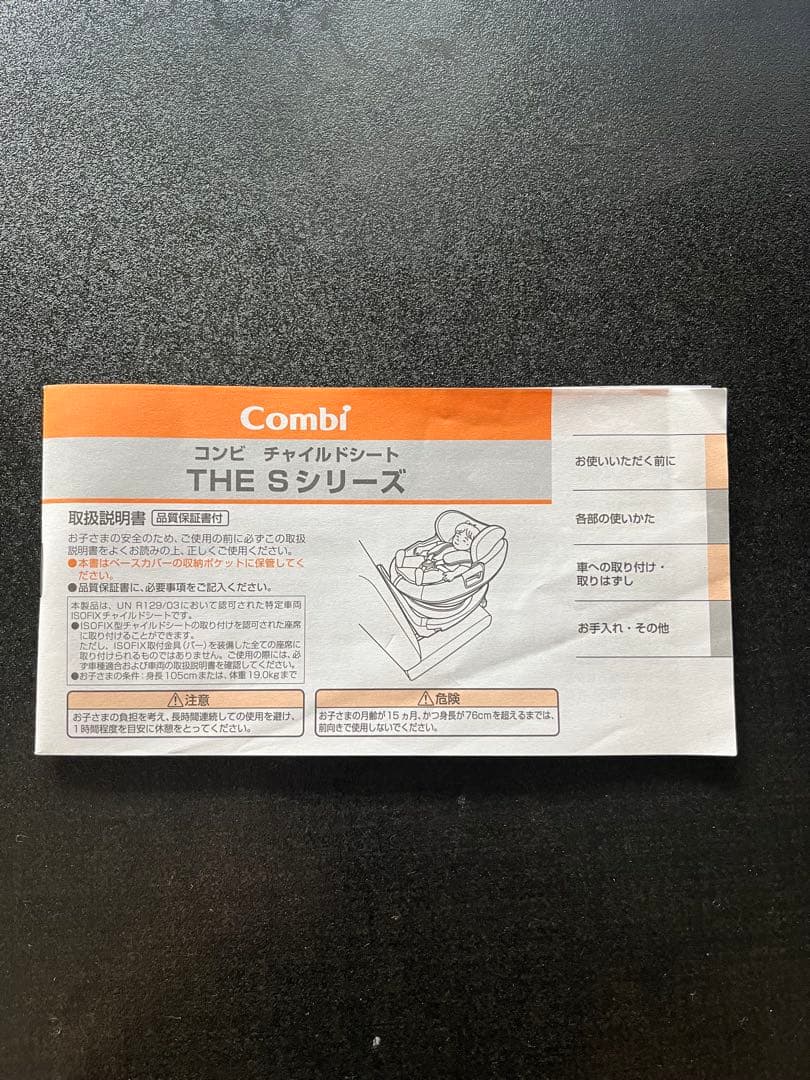 Combi
コンビ チャイルドシート
THE Sシリーズ
取扱説明書 品質保証書付
お子さまの安全のため、ご使用の前に必ずこの取扱
説明書をよくお読みの上、正しくご使用ください。
●本書はベースカバーの収納ポケットに保管してく
ださい。
●品質保証書に、必要事項をご記入ください。
本製品は、UN R129/03において認可された特定車両
ISOFIXチャイルドシートです。
●ISOFIX型チャイルドシートの取り付けを認可された座席
に取り付けることができます。
ただし、ISOFIX取付金具(バー)を装備した全ての座席に
取り付けられるものではありません。ご使用の際には、必
ず車種適合および車両の取扱説明書を確認してください。
●お子さまの条件：身長105cmまたは、体重19.0kgまで
注意
お子さまの負担を考え、長時間連続しての使用を避け、
1時間程度を目安に休憩をとってください。
危険
お子さまの月齢が15ヵ月、かつ身長が76cmを超えるまでは、
前向きで使用しないでください。
お使いいただく前に
各部の使いかた
車への取り付け・
取りはずし
お手入れ・その他